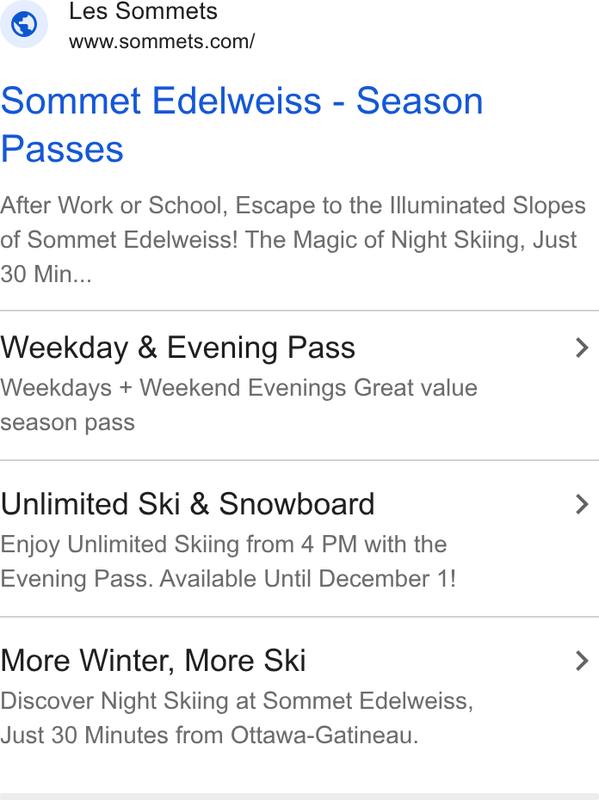 Les Sommets
www.sommets.com/
Sommet Edelweiss - Season
Passes
After Work or School, Escape to the Illuminated Slopes
of Sommet Edelweiss! The Magic of Night Skiing, Just
30 Min...
Weekday & Evening Pass
Weekdays + Weekend Evenings Great value
season pass
Unlimited Ski & Snowboard
Enjoy Unlimited Skiing from 4 PM with the
Evening Pass. Available Until December 1!
More Winter, More Ski
Discover Night Skiing at Sommet Edelweiss,
Just 30 Minutes from Ottawa-Gatineau.